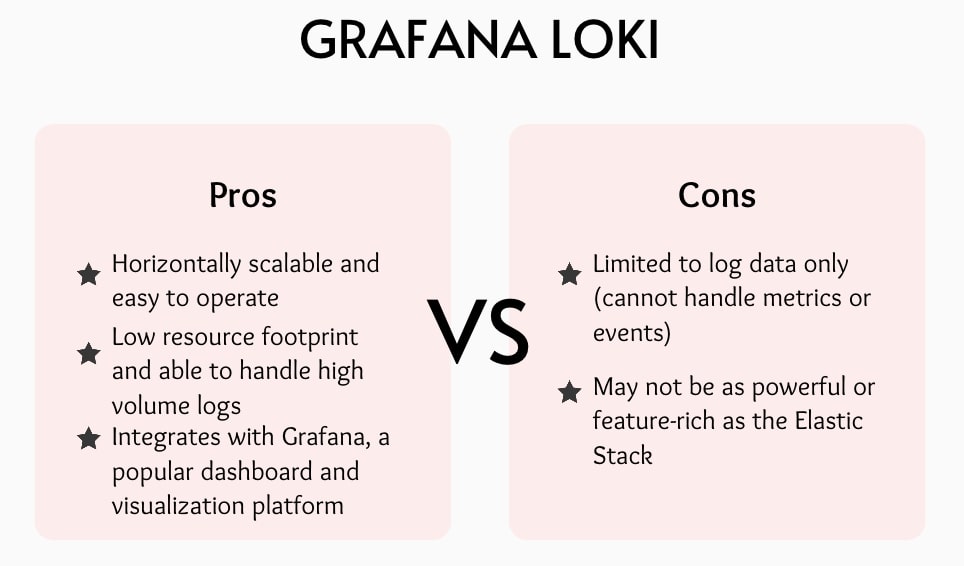 GRAFANA LOKI
Pros
Horizontally scalable and
easy to operate
Low resource footprint
and able to handle high
volume logs
Integrates with Grafana, a
popular dashboard and
visualization platform
VS
Cons
Limited to log data only
(cannot handle metrics or
events)
May not be as powerful or
feature-rich as the Elastic
Stack